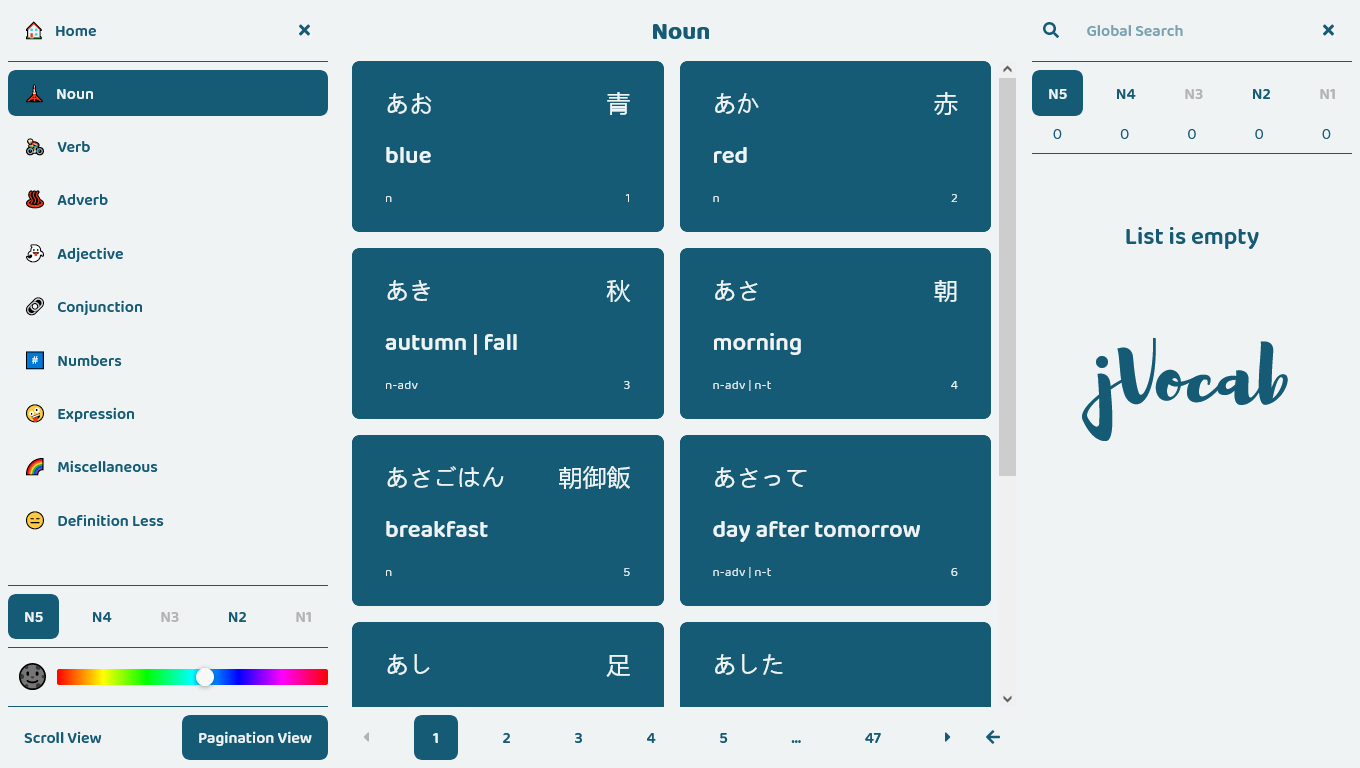 Home
Noun
Verb
Adverb
Adjective
Conjunction
# Numbers
Expression
Miscellaneous
Definition Less
N5 N4 N3 N2 N1
Scroll View Pagination View
Noun
あお 青
blue
n 1
あか 赤
red
n 2
あき 秋
autumn | fall
n-adv 3
あさ 朝
morning
n-adv | n-t 4
あさごはん 朝御飯
breakfast
n 5
あさって
day after tomorrow
n-adv | n-t 6
あし 足
あした
1 2 3 4 5 ... 47
Global Search
N5 N4 N3 N2 N1
0 0 0 0 0
List is empty
jVocab